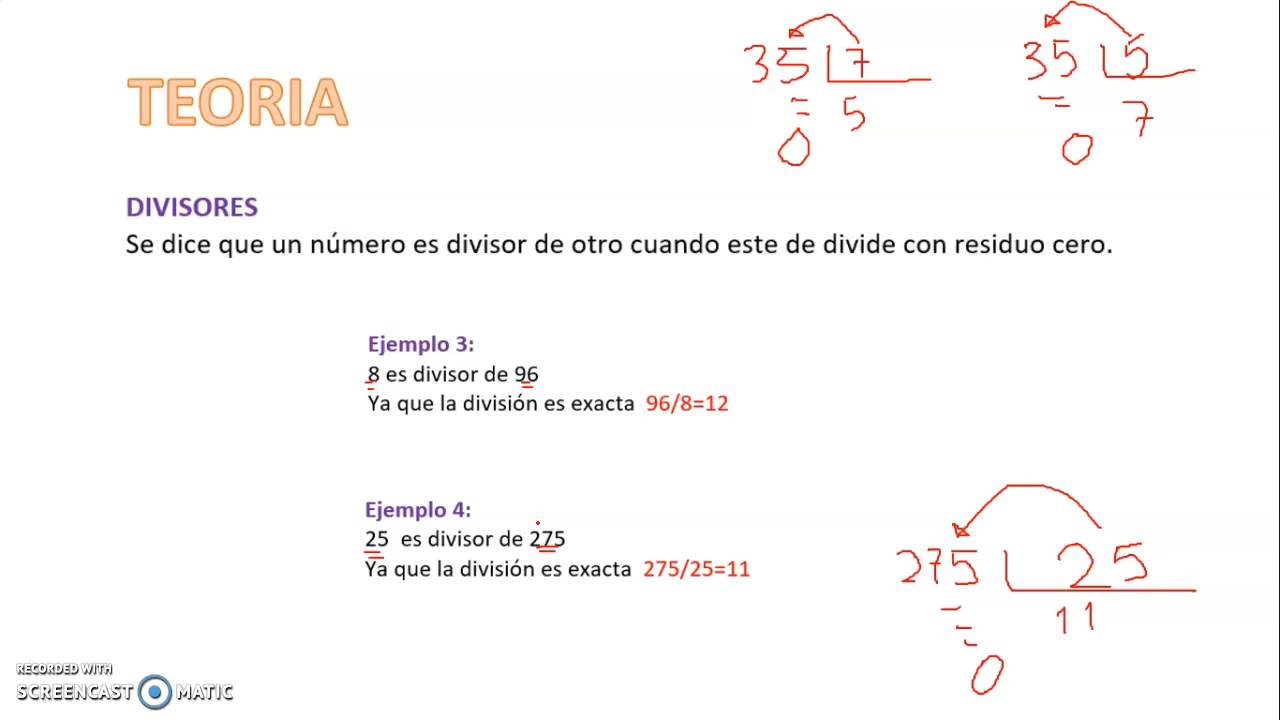 35 7
5
0
35 5
7
0
TEORIA
DIVISORES
Se dice que un número es divisor de otro cuando este de divide con residuo cero.
Ejemplo 3:
8 es divisor de 96
Ya que la división es exacta 96/8=12
Ejemplo 4:
25 es divisor de 275
Ya que la división es exacta 275/25=11
275 25
11
0
RECORDED WITH
SCREENCAST MATIC